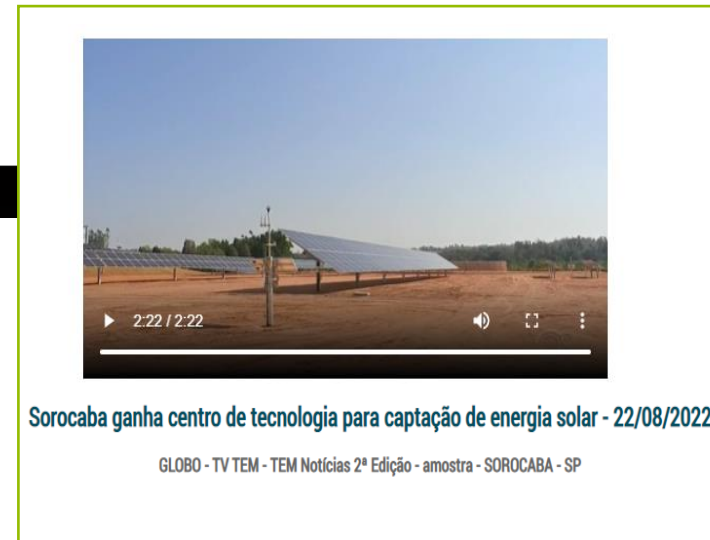 2:22 / 2:22
Sorocaba ganha centro de tecnologia para captação de energia solar - 22/08/2022
GLOBO - TV TEM - TEM Notícias 2ª Edição - amostra - SOROCABA - SP